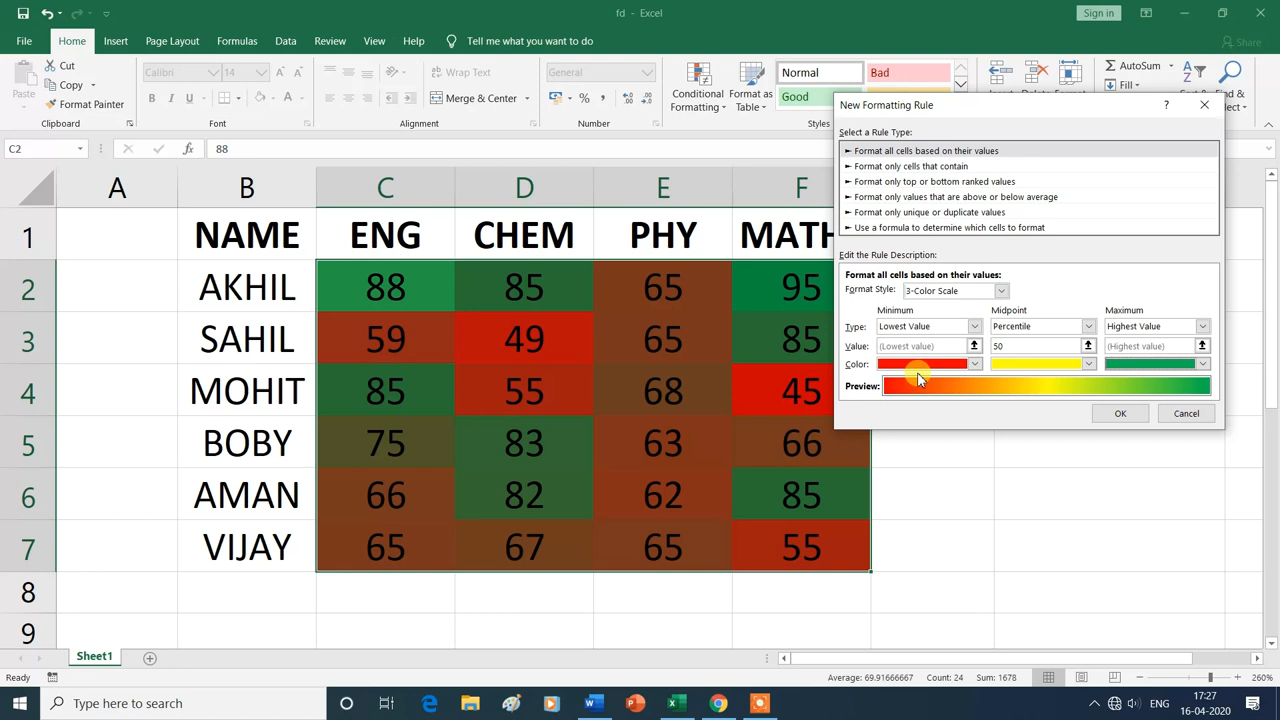 fd - Excel
Sign in
File Home Insert Page Layout Formulas Data Review View Help Tell me what you want to do Share
Paste
Cut
Copy
Format Painter
Clipboard
Calibri 14
B I U A
Font
Wrap Text
Merge & Center
Alignment
General
% ,
Number
Conditional Formatting
Format as Table
Normal Bad
Good
Styles
Insert Delete Format
AutoSum
Fill
Sort & Find &
C2 fx 88
A B C D E F
1 NAME ENG CHEM PHY MATH
2 AKHIL 88 85 65 95
3 SAHIL 59 49 65 85
4 MOHIT 85 55 68 45
5 BOBY 75 83 63 66
6 AMAN 66 82 62 85
7 VIJAY 65 67 65 55
8
9
New Formatting Rule ?
Select a Rule Type:
► Format all cells based on their values
► Format only cells that contain
► Format only top or bottom ranked values
► Format only values that are above or below average
► Format only unique or duplicate values
► Use a formula to determine which cells to format
Edit the Rule Description:
Format all cells based on their values:
Format Style: 3-Color Scale
Minimum Midpoint Maximum
Type: Lowest Value Percentile Highest Value
Value: (Lowest value) 50 (Highest value)
Color:
Preview:
OK Cancel
Sheet1
Ready Average: 69.91666667 Count: 24 Sum: 1678 260%
Type here to search
ENG
17:27
16-04-2020